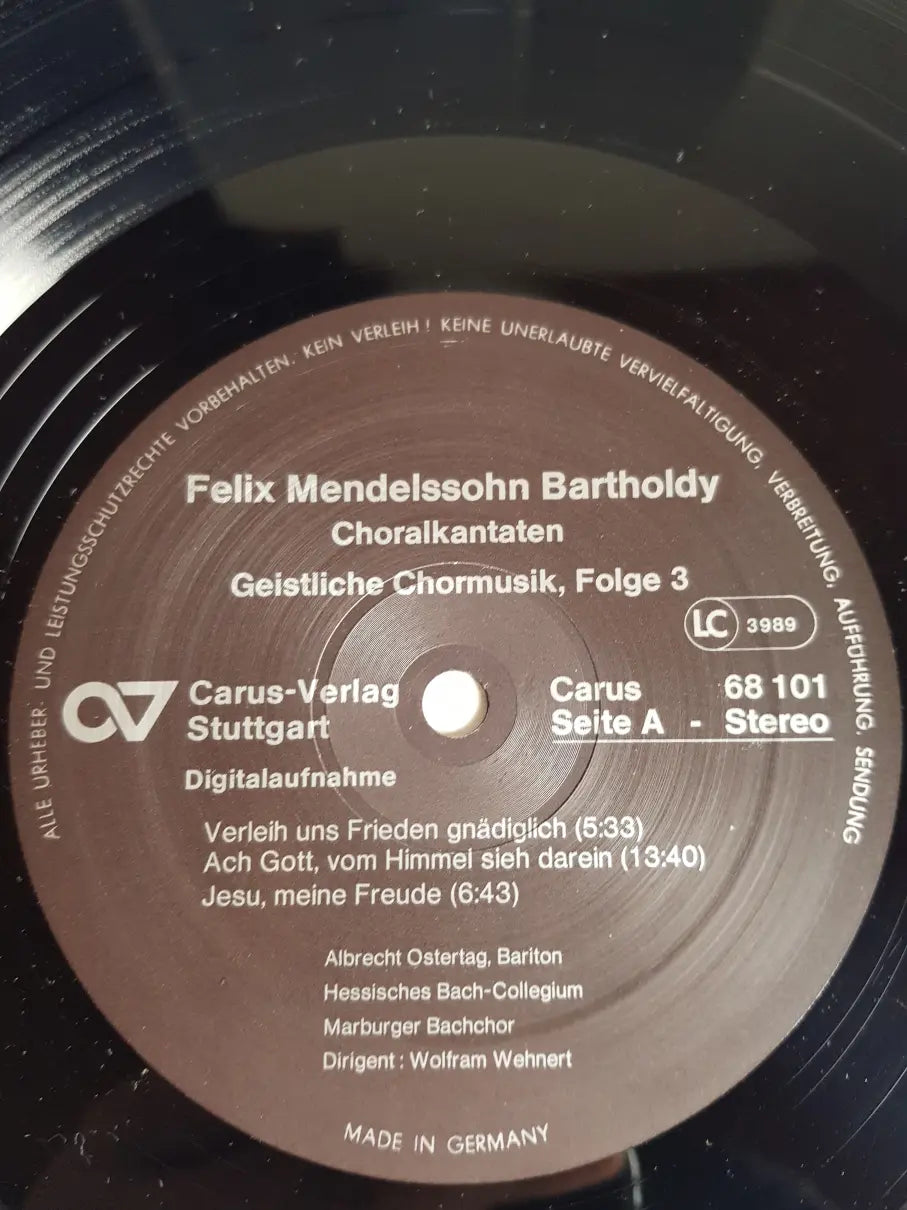 ALLE URHEBER- UND LEISTUNGSSCHUTZRECHTE VORBEHALTEN. KEIN VERLEIH! KEINE UNERLAUBTE VERVIELFÄLTIGUNG, VERBREITUNG, AUFFÜHRUNG, SENDUNG
Felix Mendelssohn Bartholdy
Choralkantaten
Geistliche Chormusik, Folge 3
LC 3989
Carus-Verlag
Stuttgart
Carus 68 101
Seite A - Stereo
Digitalaufnahme
Verleih uns Frieden gnädiglich (5:33)
Ach Gott, vom Himmel sieh darein (13:40)
Jesu, meine Freude (6:43)
Albrecht Ostertag, Bariton
Hessisches Bach-Collegium
Marburger Bachchor
Dirigent: Wolfram Wehnert
MADE IN GERMANY